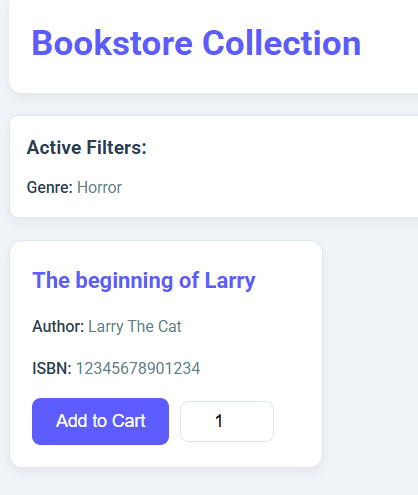 Bookstore Collection
Active Filters:
Genre: Horror
The beginning of Larry
Author: Larry The Cat
ISBN: 12345678901234
Add to Cart 1